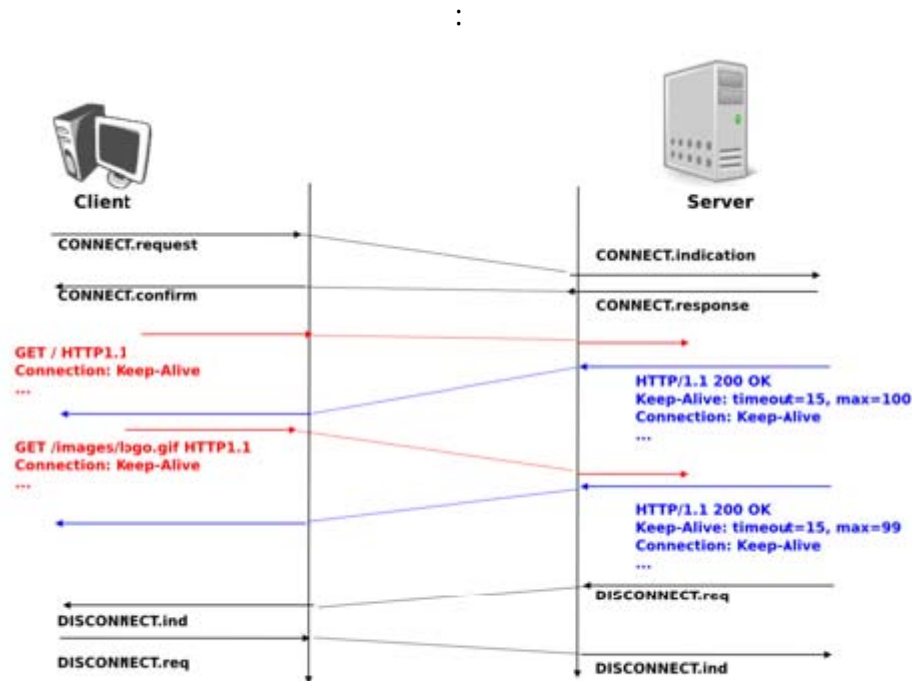 :
Client
Server
CONNECT.request
CONNECT.indication
CONNECT.confirm
CONNECT.response
GET / HTTP1.1
Connection: Keep-Alive
...
HTTP/1.1 200 OK
Keep-Alive: timeout=15, max=100
Connection: Keep-Alive
...
GET /images/logo.gif HTTP1.1
Connection: Keep-Alive
...
HTTP/1.1 200 OK
Keep-Alive: timeout=15, max=99
Connection: Keep-Alive
...
DISCONNECT.req
DISCONNECT.ind
DISCONNECT.req
DISCONNECT.ind